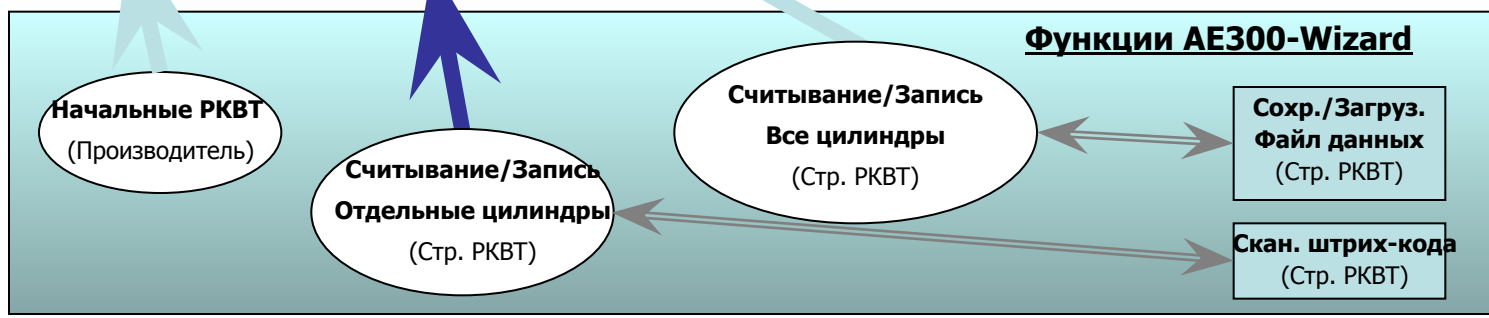 Функции AE300-Wizard
Начальные РКВТ
(Производитель)
Считывание/Запись
Отдельные цилиндры
(Стр. РКВТ)
Считывание/Запись
Все цилиндры
(Стр. РКВТ)
Сохр./Загруз.
Файл данных
(Стр. РКВТ)
Скан. штрих-кода
(Стр. РКВТ)